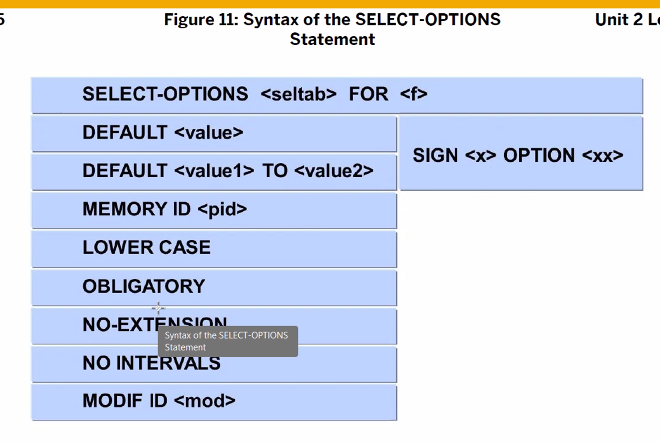 5
Figure 11: Syntax of the SELECT-OPTIONS
Statement
Unit 2 Le
SELECT-OPTIONS <seltab> FOR <f>
DEFAULT <value>
DEFAULT <value1> TO <value2>
SIGN <x> OPTION <xx>
MEMORY ID <pid>
LOWER CASE
OBLIGATORY
NO-EXTENSION
Syntax of the SELECT-OPTIONS
Statement
NO INTERVALS
MODIF ID <mod>